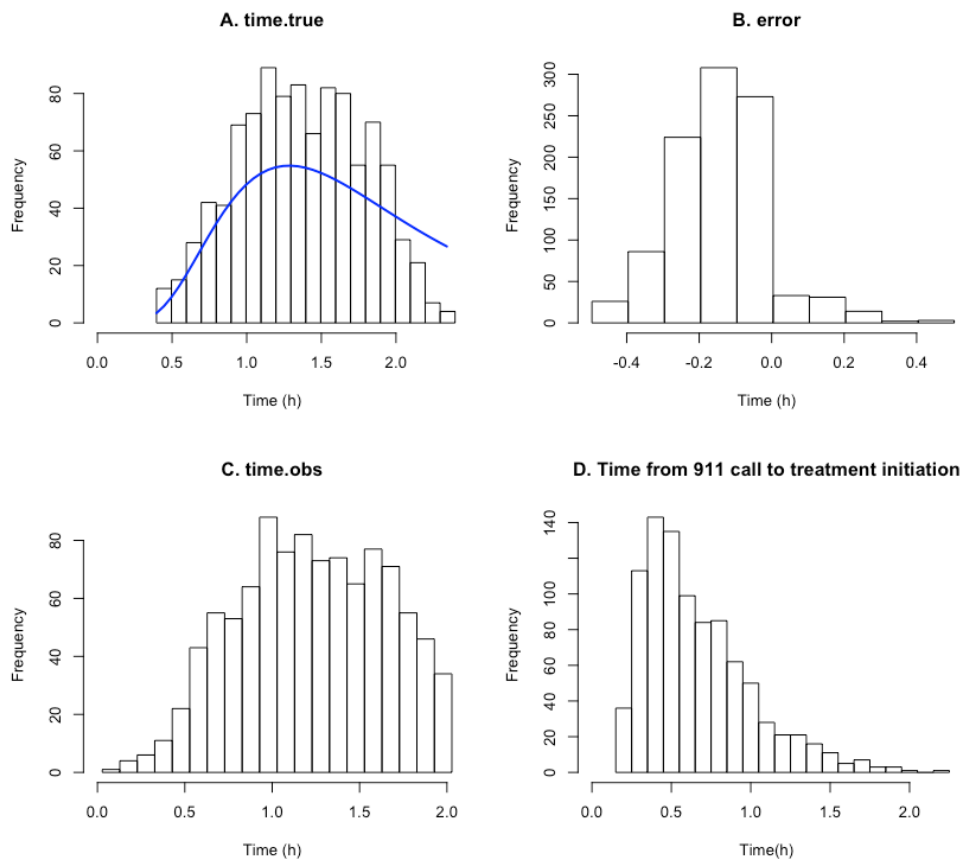 A. time.true
Frequency
0 20 40 60 80
0.0 0.5 1.0 1.5 2.0
Time (h)
B. error
Frequency
0 50 100 150 200 250 300
-0.4 -0.2 0.0 0.2 0.4
Time (h)
C. time.obs
Frequency
0 20 40 60 80
0.0 0.5 1.0 1.5 2.0
Time (h)
D. Time from 911 call to treatment initiation
Frequency
0 20 40 60 80 100 140
0.0 0.5 1.0 1.5 2.0
Time(h)